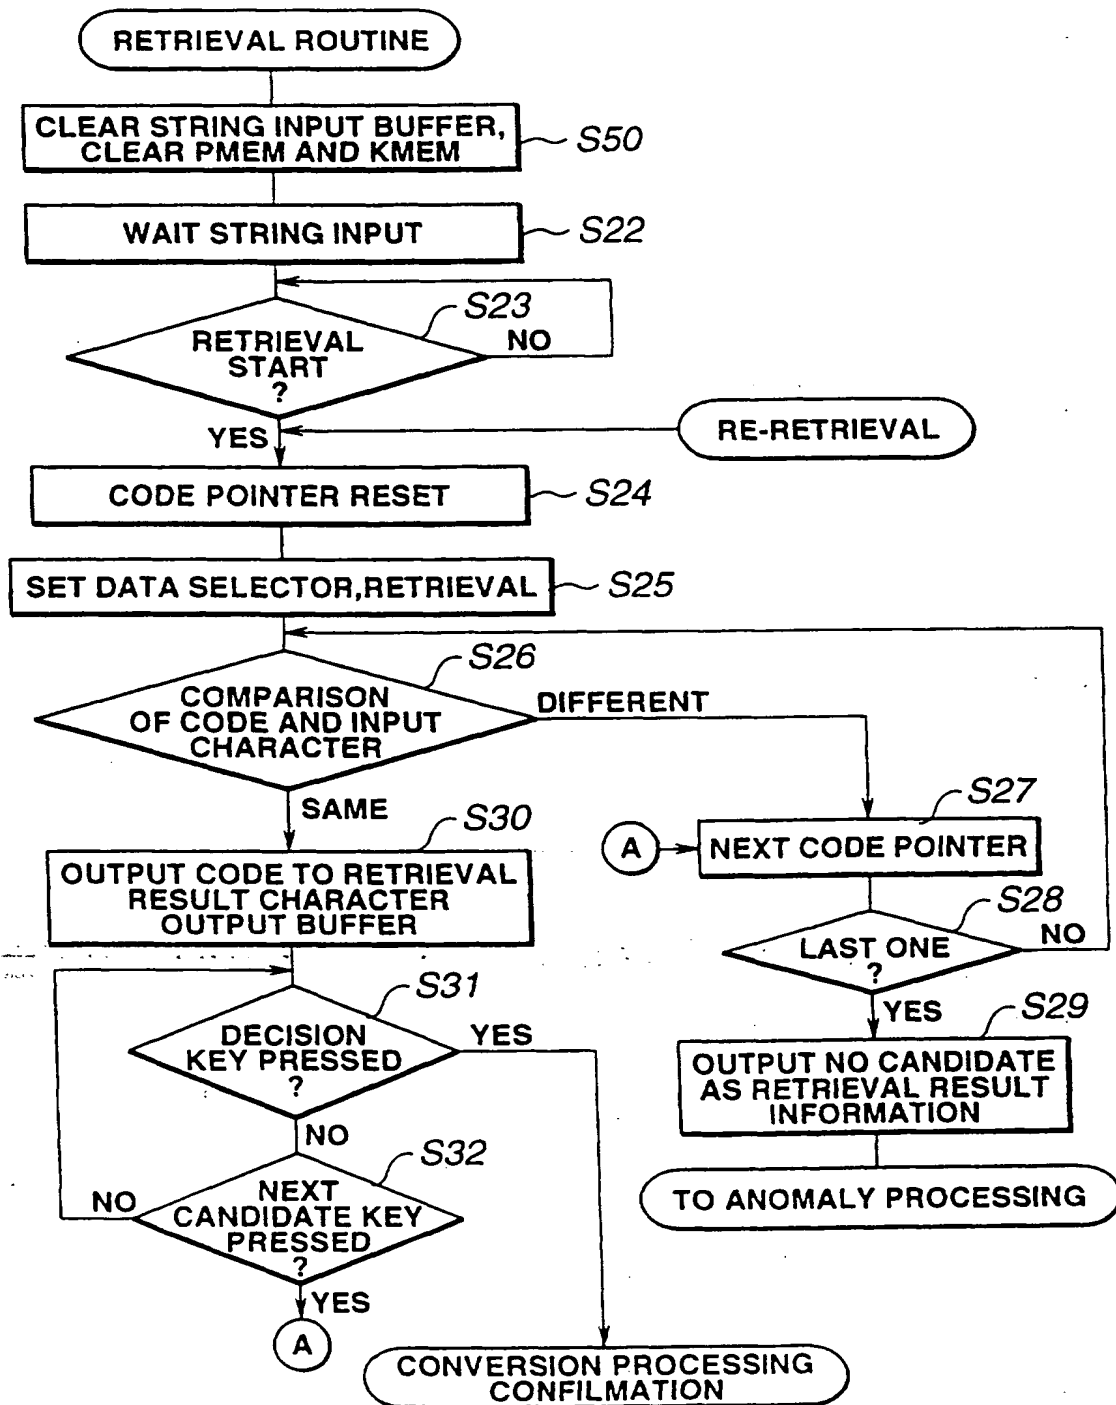 RETRIEVAL ROUTINE
CLEAR STRING INPUT BUFFER,
CLEAR PMEM AND KMEM
S50
WAIT STRING INPUT
S22
S23
RETRIEVAL
START
?
NO
YES
RE-RETRIEVAL
CODE POINTER RESET
S24
SET DATA SELECTOR,RETRIEVAL
S25
S26
COMPARISON
OF CODE AND INPUT
CHARACTER
DIFFERENT
SAME
S27
A
NEXT CODE POINTER
S30
OUTPUT CODE TO RETRIEVAL
RESULT CHARACTER
OUTPUT BUFFER
S28
LAST ONE
?
NO
YES
S29
OUTPUT NO CANDIDATE
AS RETRIEVAL RESULT
INFORMATION
TO ANOMALY PROCESSING
S31
DECISION
KEY PRESSED
?
YES
NO
S32
NEXT
CANDIDATE KEY
PRESSED
?
NO
YES
A
CONVERSION PROCESSING
CONFILMATION